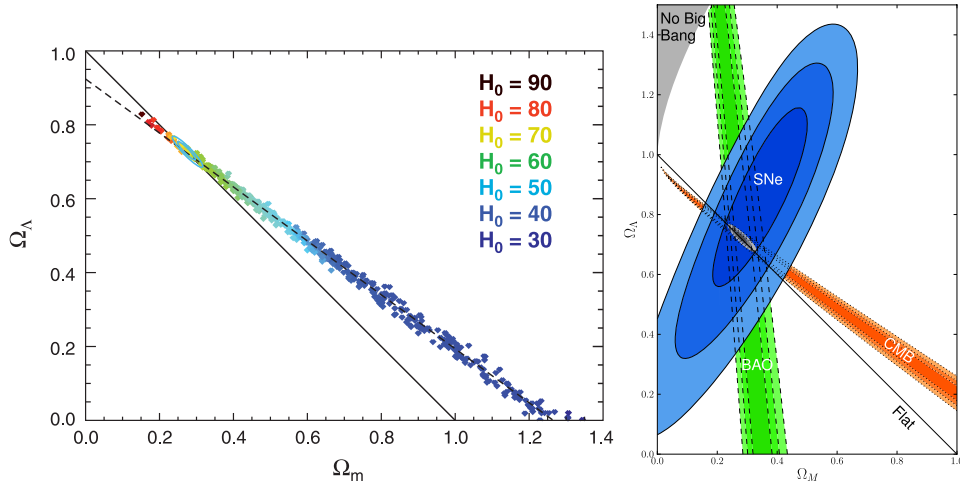 1.0
0.8
0.6
0.4
0.2
0.0
Ω_Λ
0.0 0.2 0.4 0.6 0.8 1.0 1.2 1.4
Ω_m
H₀ = 90
H₀ = 80
H₀ = 70
H₀ = 60
H₀ = 50
H₀ = 40
H₀ = 30
No Big
Bang
1.4
1.2
1.0
0.8
0.6
0.4
0.2
0.0
Ω_Λ
SNe
BAO
CMB
Flat
0.0 0.2 0.4 0.6 0.8 1.0
Ω_M